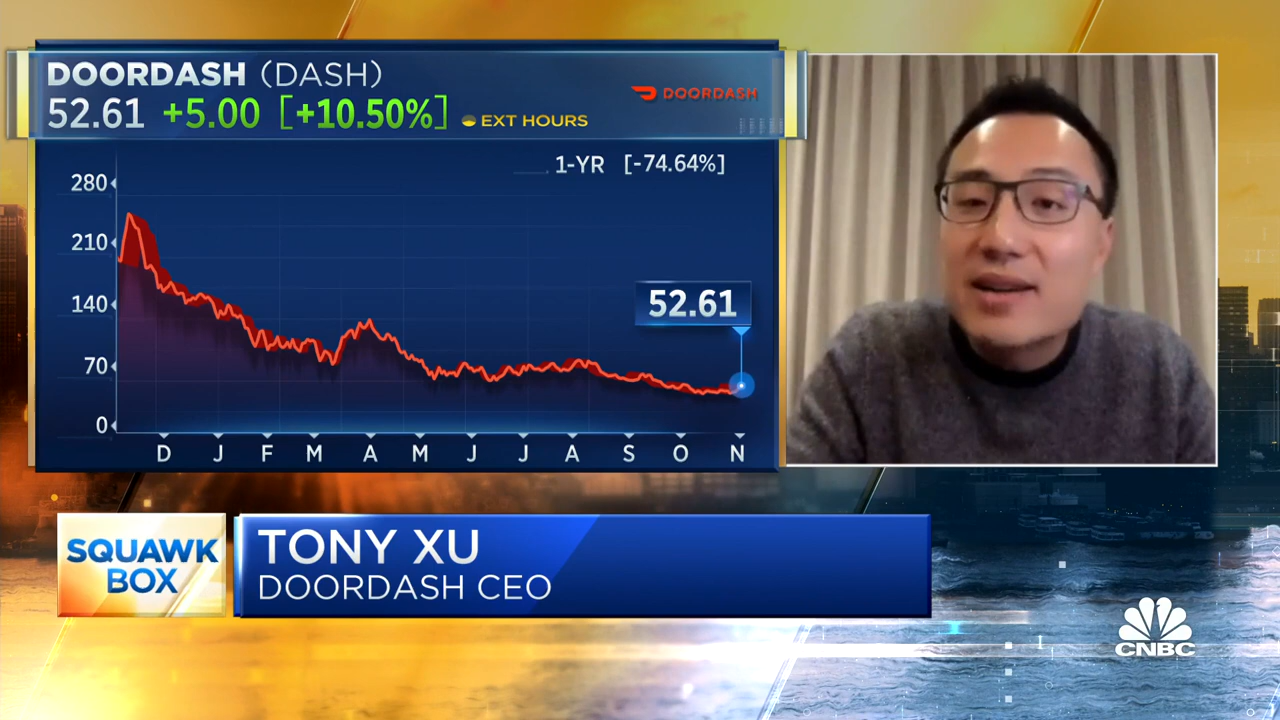 DOORDASH (DASH)
52.61 +5.00 [+10.50%] EXT HOURS
DOORDASH
1-YR [-74.64%]
280
210
140
70
0
52.61
D J F M A M J J A S O N
SQUAWK
BOX
TONY XU
DOORDASH CEO
CNBC